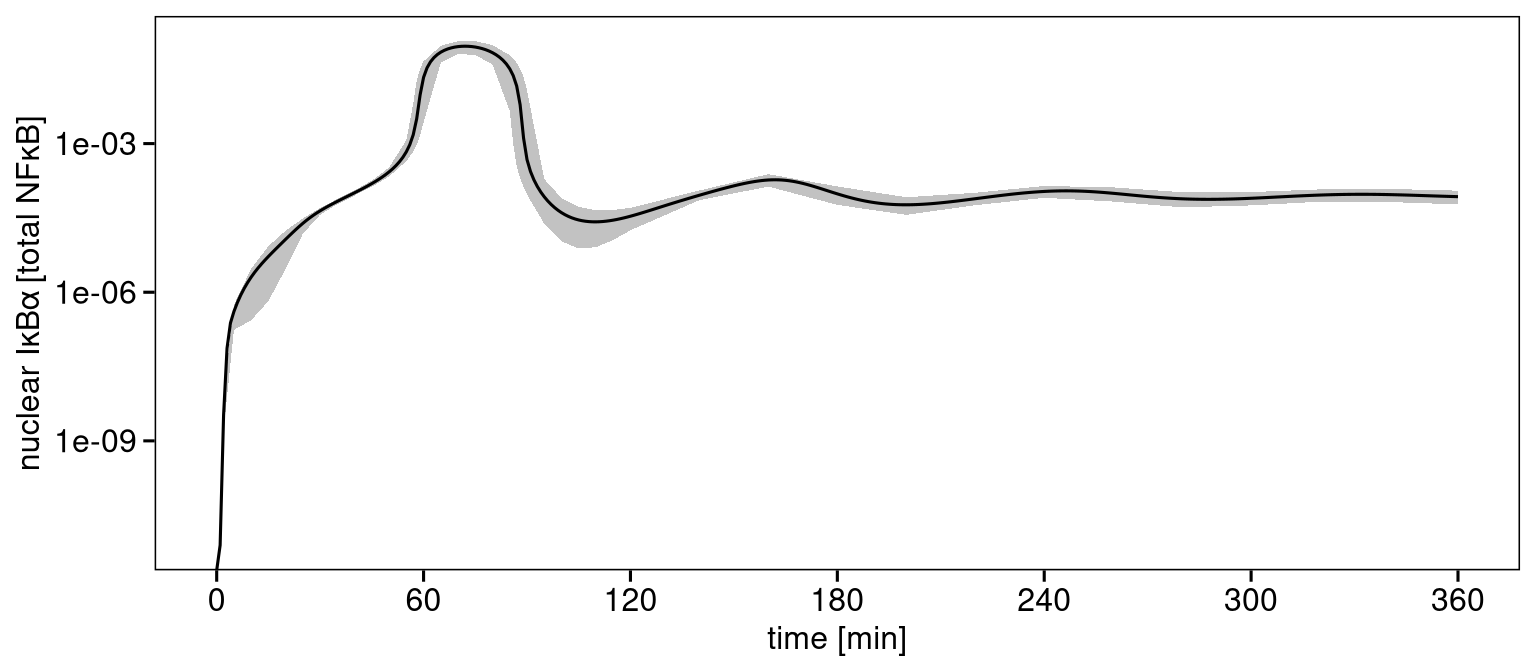 nuclear IκBα [total NFκB]
1e-03
1e-06
1e-09
0 60 120 180 240 300 360
time [min]